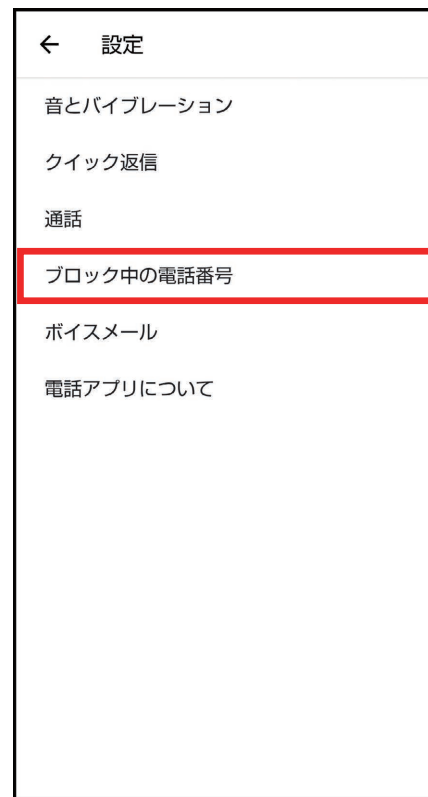 ← 設定
音とバイブレーション
クイック返信
通話
ブロック中の電話番号
ボイスメール
電話アプリについて